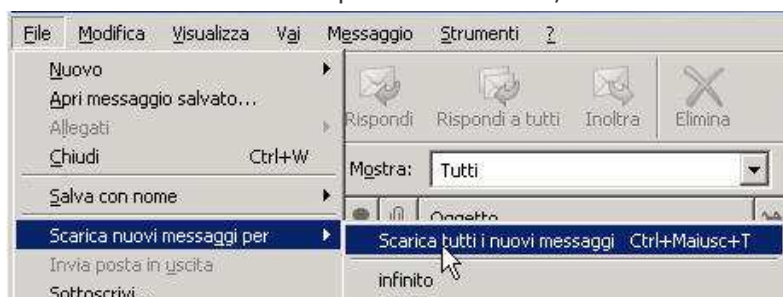 File Modifica Visualizza Vai Messaggio Strumenti ?
Nuovo
Apri messaggio salvato...
Allegati
Chiudi Ctrl+W
Salva con nome
Scarica nuovi messaggi per
Invia posta in uscita
Sottoscrivi...
Rispondi Rispondi a tutti Inoltra Elimina
Mostra: Tutti
Oggetto
Scarica tutti i nuovi messaggi Ctrl+Maiusc+T
infinito